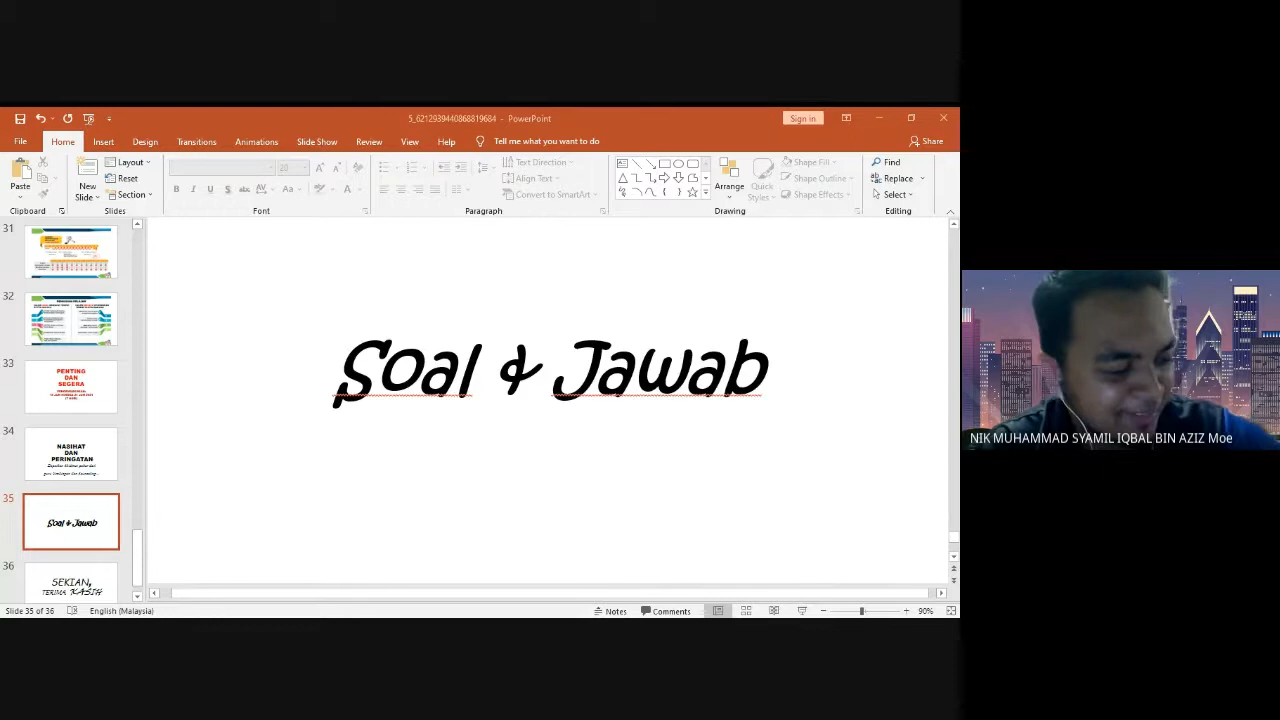 5_6212939440868819684 - PowerPoint
Sign in
File Home Insert Design Transitions Animations Slide Show Review View Help Tell me what you want to do Share
Paste
New
Slide
Layout
Reset
Section
20
B I U S abc AV Aa A
Text Direction
Align Text
Convert to SmartArt
Arrange
Quick
Styles
Shape Fill
Shape Outline
Shape Effects
Find
Replace
Select
Clipboard Slides Font Paragraph Drawing Editing
31
32
33
PENTING
DAN
SEGERA
34
NASIHAT
DAN
PERINGATAN
35
Soal & Jawab
36
SEKIAN,
TERIMA KASIH
Soal & Jawab
NIK MUHAMMAD SYAMIL IQBAL BIN AZIZ Moe
Slide 35 of 36 English (Malaysia) Notes Comments 90%